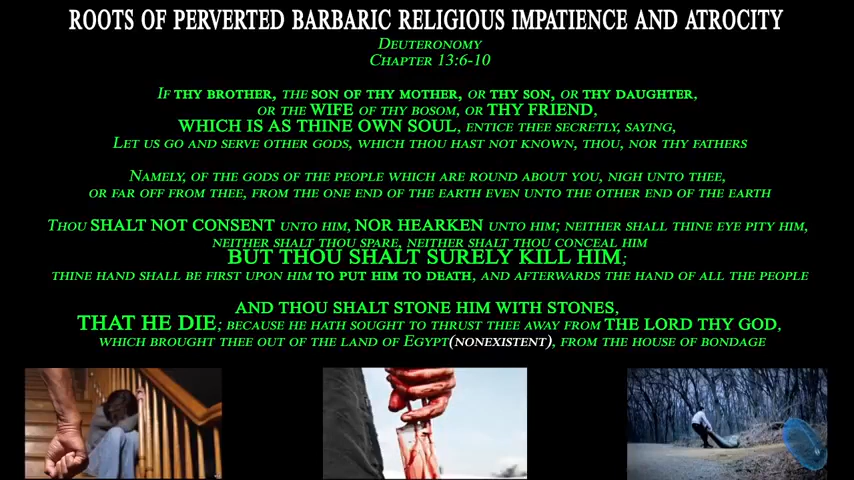 ROOTS OF PERVERTED BARBARIC RELIGIOUS IMPATIENCE AND ATROCITY
DEUTERONOMY
CHAPTER 13:6-10
IF THY BROTHER, THE SON OF THY MOTHER, OR THY SON, OR THY DAUGHTER,
OR THE WIFE OF THY BOSOM, OR THY FRIEND,
WHICH IS AS THINE OWN SOUL, ENTICE THEE SECRETLY, SAYING,
LET US GO AND SERVE OTHER GODS, WHICH THOU HAST NOT KNOWN, THOU, NOR THY FATHERS
NAMELY, OF THE GODS OF THE PEOPLE WHICH ARE ROUND ABOUT YOU, NIGH UNTO THEE,
OR FAR OFF FROM THEE, FROM THE ONE END OF THE EARTH EVEN UNTO THE OTHER END OF THE EARTH
THOU SHALT NOT CONSENT UNTO HIM, NOR HEARKEN UNTO HIM; NEITHER SHALL THINE EYE PITY HIM,
NEITHER SHALT THOU SPARE, NEITHER SHALT THOU CONCEAL HIM
BUT THOU SHALT SURELY KILL HIM;
THINE HAND SHALL BE FIRST UPON HIM TO PUT HIM TO DEATH, AND AFTERWARDS THE HAND OF ALL THE PEOPLE
AND THOU SHALT STONE HIM WITH STONES,
THAT HE DIE; BECAUSE HE HATH SOUGHT TO THRUST THEE AWAY FROM THE LORD THY GOD,
WHICH BROUGHT THEE OUT OF THE LAND OF EGYPT(NONEXISTENT), FROM THE HOUSE OF BONDAGE